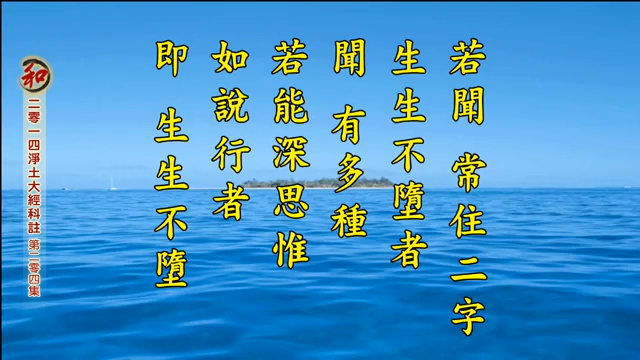 若聞 常住二字
生生不墮者
聞 有多種
若能深思惟
如說行者
即 生生不墮
和
二零一四淨土大經科註 第二零四集